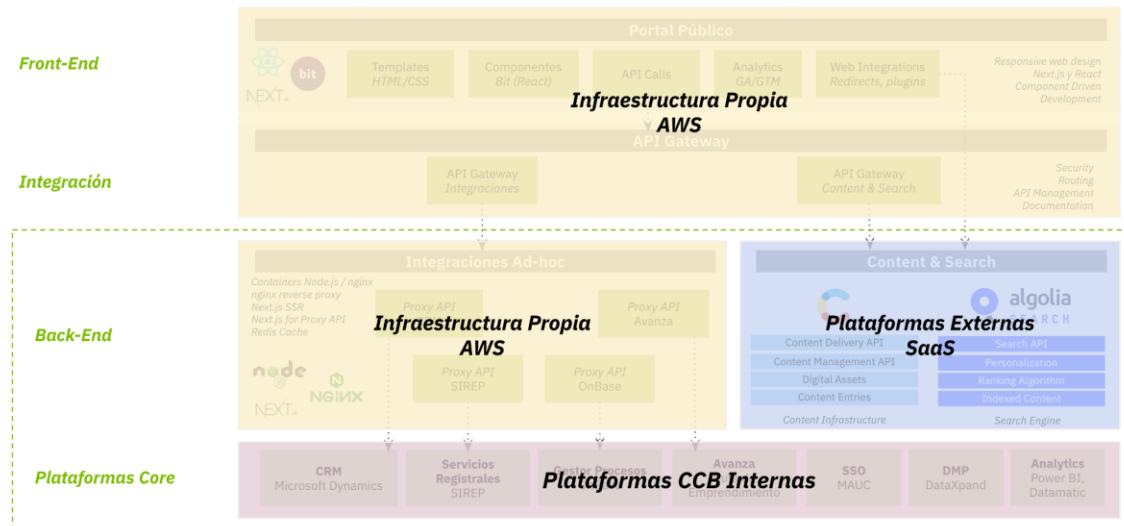 Portal Público
Front-End
Templates
HTML/CSS
Componentes
Bit (React)
API Calls
Analytics
GA/GTM
Web Integrations
Redirects, plugins
Responsive web design
Next.js y React
Component Driven
Development
bit
NEXT.JS
Infraestructura Propia
AWS
API Gateway
Integración
API Gateway
Integraciones
API Gateway
Content & Search
Security
Routing
API Management
Documentation
Back-End
Integraciones Ad-hoc
Containers Node.js / nginx
nginx reverse proxy
Next.js SSR
Next.js for Proxy API
Redis Cache
Proxy API
Proxy API
Avanza
Infraestructura Propia
AWS
Proxy API
SIREP
Proxy API
OnBase
node
NGINX
NEXT.JS
Content & Search
algolia
SEARCH
Plataformas Externas
SaaS
Content Delivery API
Content Management API
Digital Assets
Content Entries
Content Infrastructure
Search API
Personalization
Ranking Algorithm
Indexed Content
Search Engine
Plataformas Core
CRM
Microsoft Dynamics
Servicios
Registrales
SIREP
Gestor Procesos
Avanza
Emprendimiento
Plataformas CCB Internas
SSO
MAUC
DMP
DataXpand
Analytics
Power BI,
Datamatic